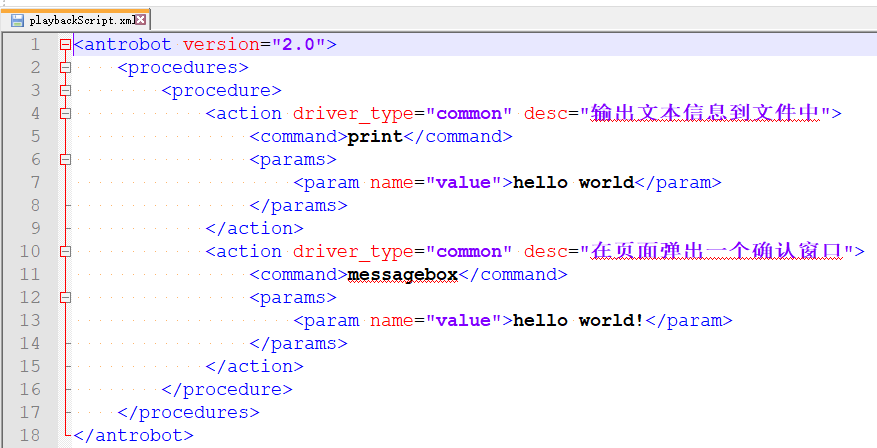 playbackScript.xml
1 <antrobot version="2.0">
2 <procedures>
3 <procedure>
4 <action driver_type="common" desc="输出文本信息到文件中">
5 <command>print</command>
6 <params>
7 <param name="value">hello world</param>
8 </params>
9 </action>
10 <action driver_type="common" desc="在页面弹出一个确认窗口">
11 <command>messagebox</command>
12 <params>
13 <param name="value">hello world!</param>
14 </params>
15 </action>
16 </procedure>
17 </procedures>
18 </antrobot>